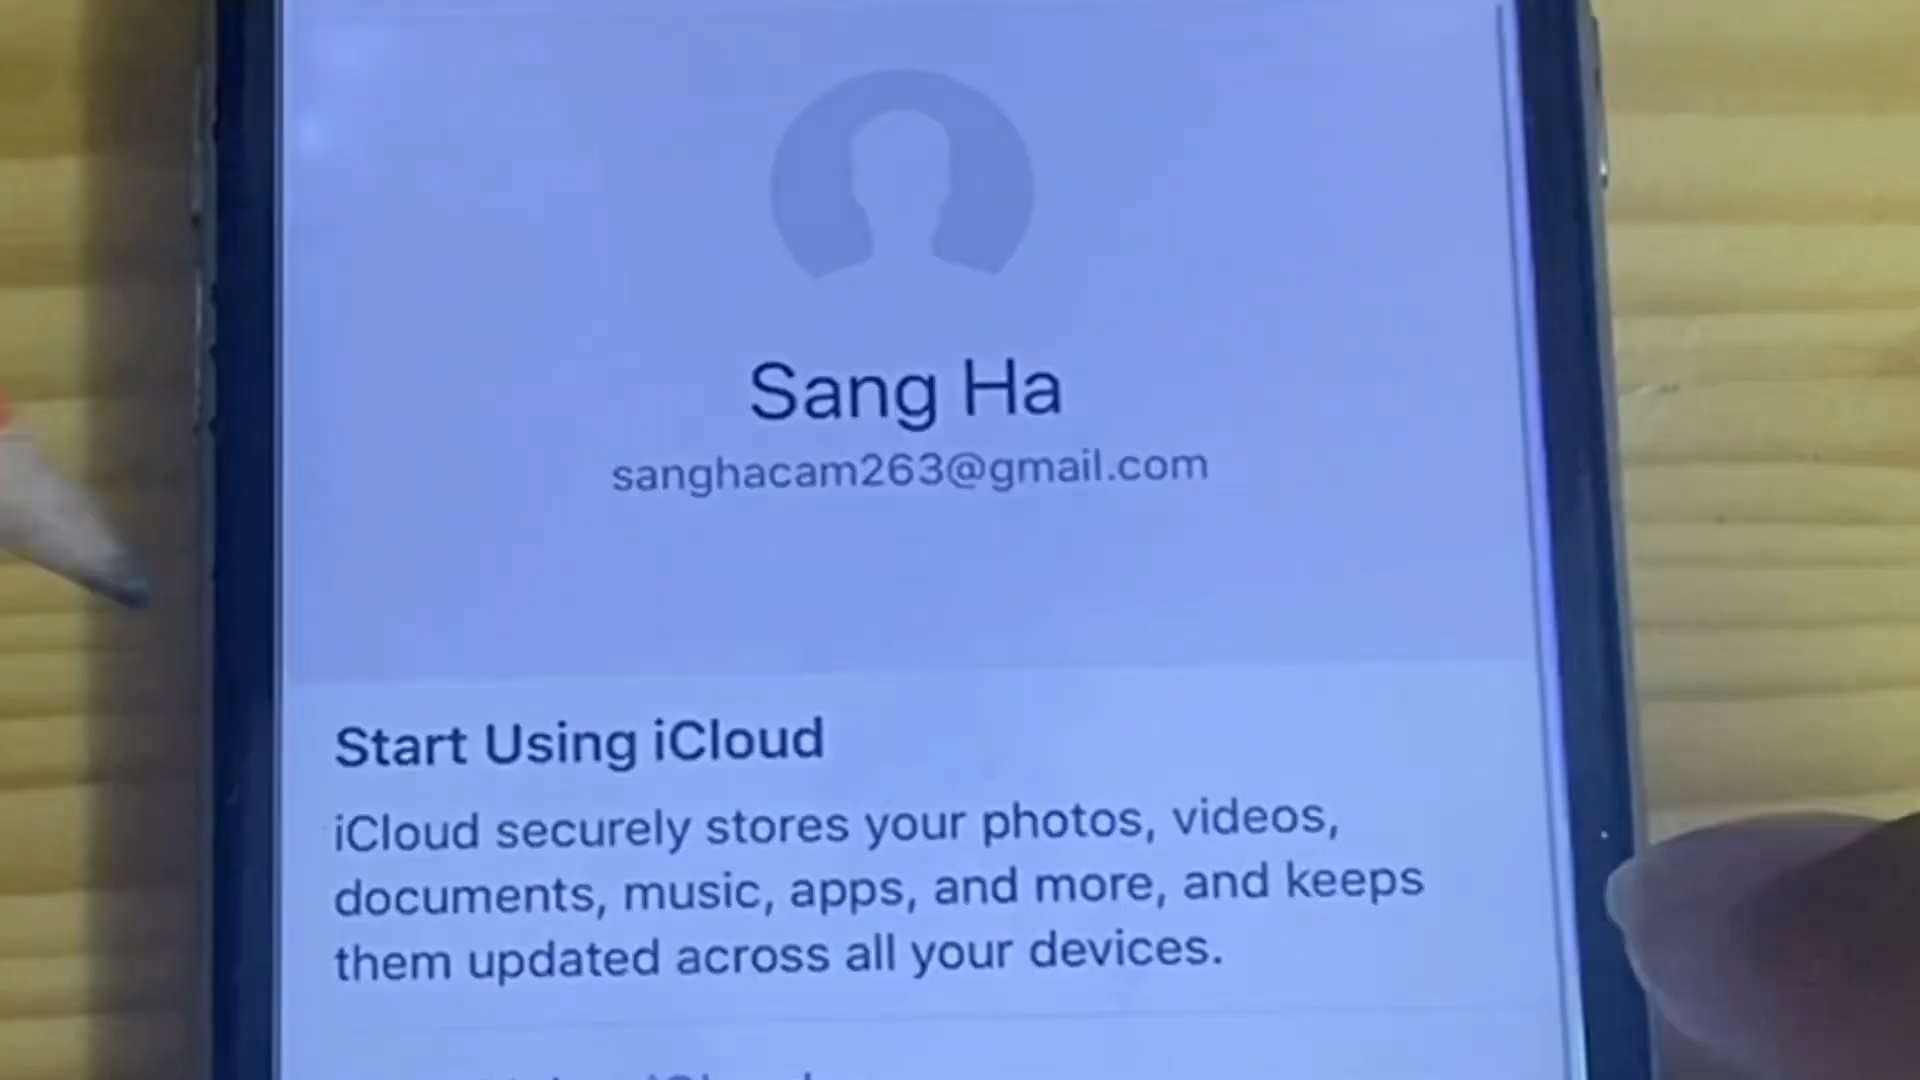 Sang Ha
sanghacam263@gmail.com
Start Using iCloud
iCloud securely stores your photos, videos,
documents, music, apps, and more, and keeps
them updated across all your devices.